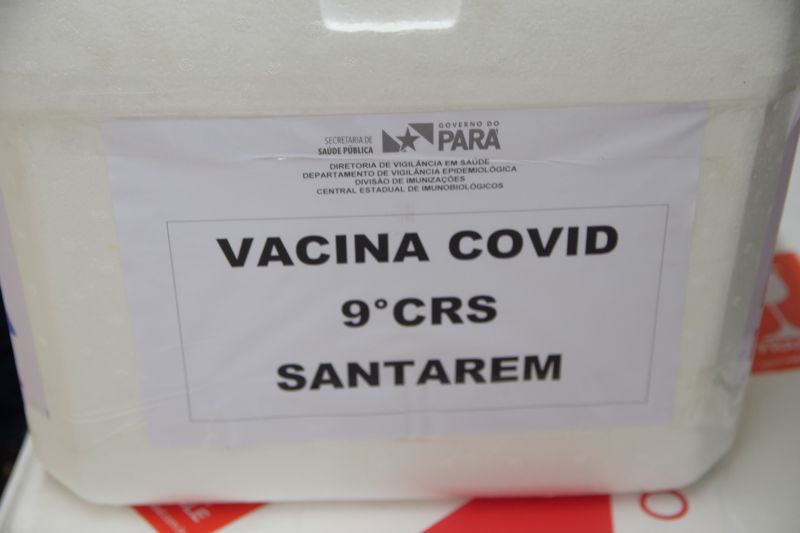 SECRETARIA DE
SAÚDE PÚBLICA
GOVERNO DO
PARÁ
DIRETORIA DE VIGILÂNCIA EM SAÚDE
DEPARTAMENTO DE VIGILÂNCIA EPIDEMIOLÓGICA
DIVISÃO DE IMUNIZAÇÕES
CENTRAL ESTADUAL DE IMUNOBIOLÓGICOS
VACINA COVID
9°CRS
SANTAREM